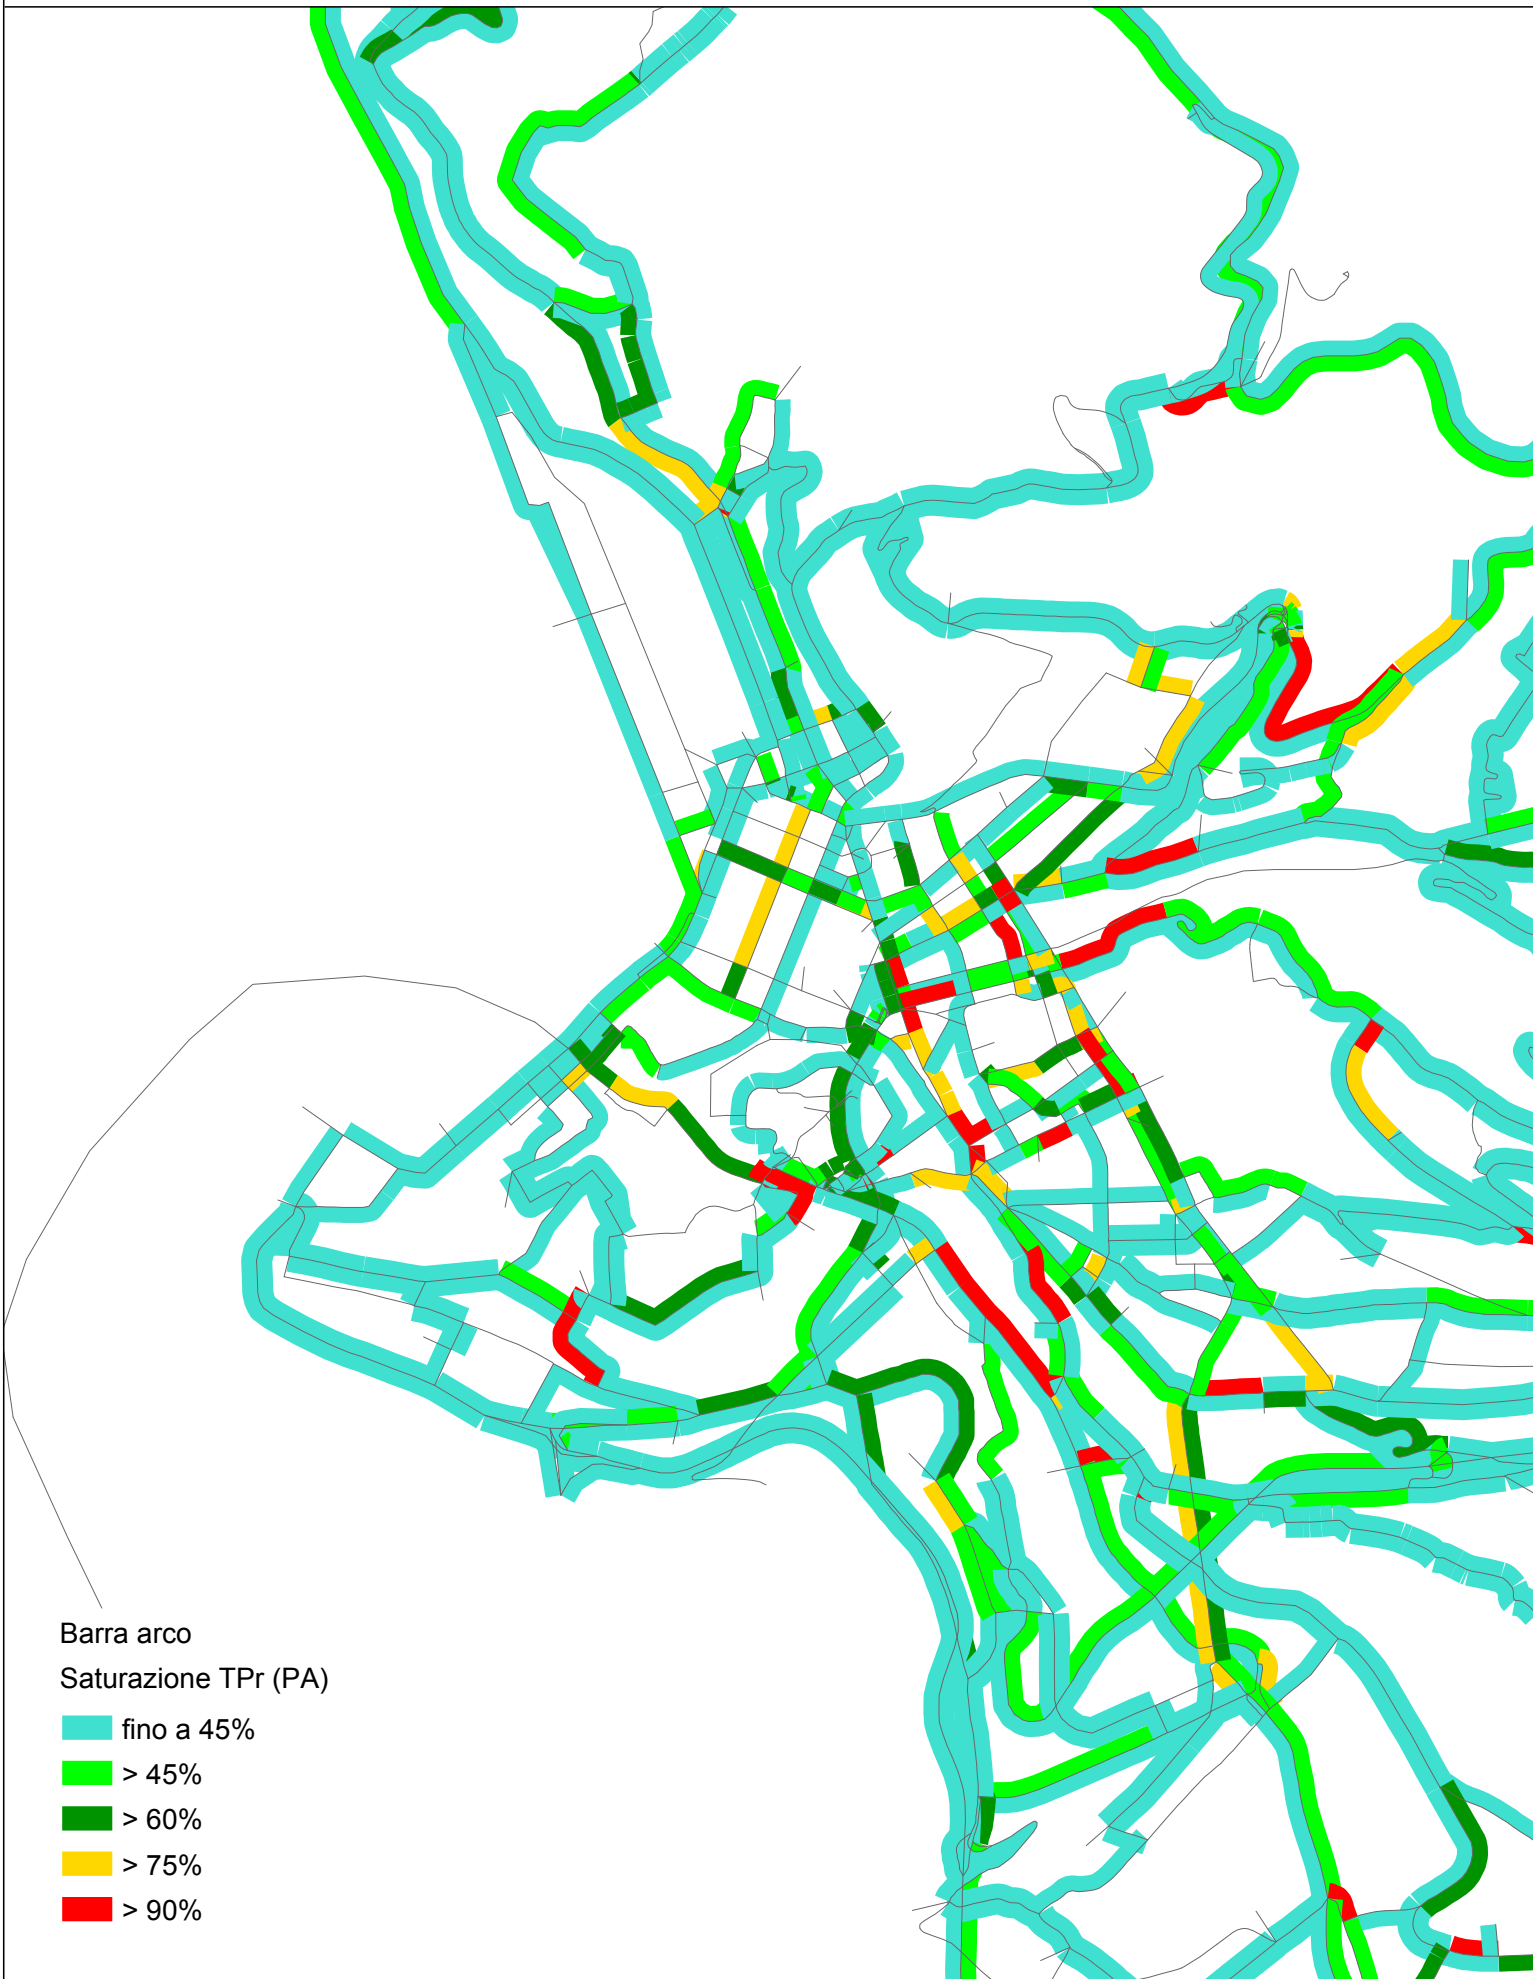 Barra arco
Saturazione TPr (PA)
fino a 45%
> 45%
> 60%
> 75%
> 90%